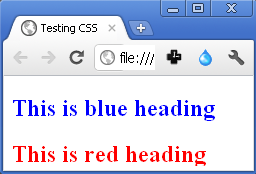 Testing CSS
file:///
This is blue heading
This is red heading